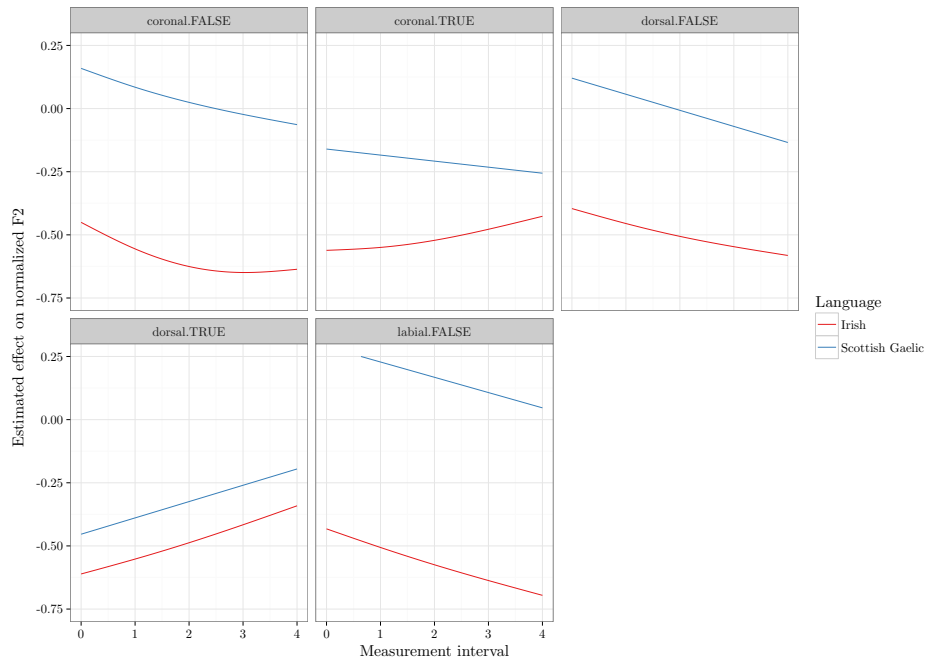 coronal.FALSE
coronal.TRUE
dorsal.FALSE
0.25
0.00
-0.25
-0.50
-0.75
dorsal.TRUE
labial.FALSE
0.25
0.00
-0.25
-0.50
-0.75
0 1 2 3 4
0 1 2 3 4
Measurement interval
Estimated effect on normalized F2
Language
Irish
Scottish Gaelic